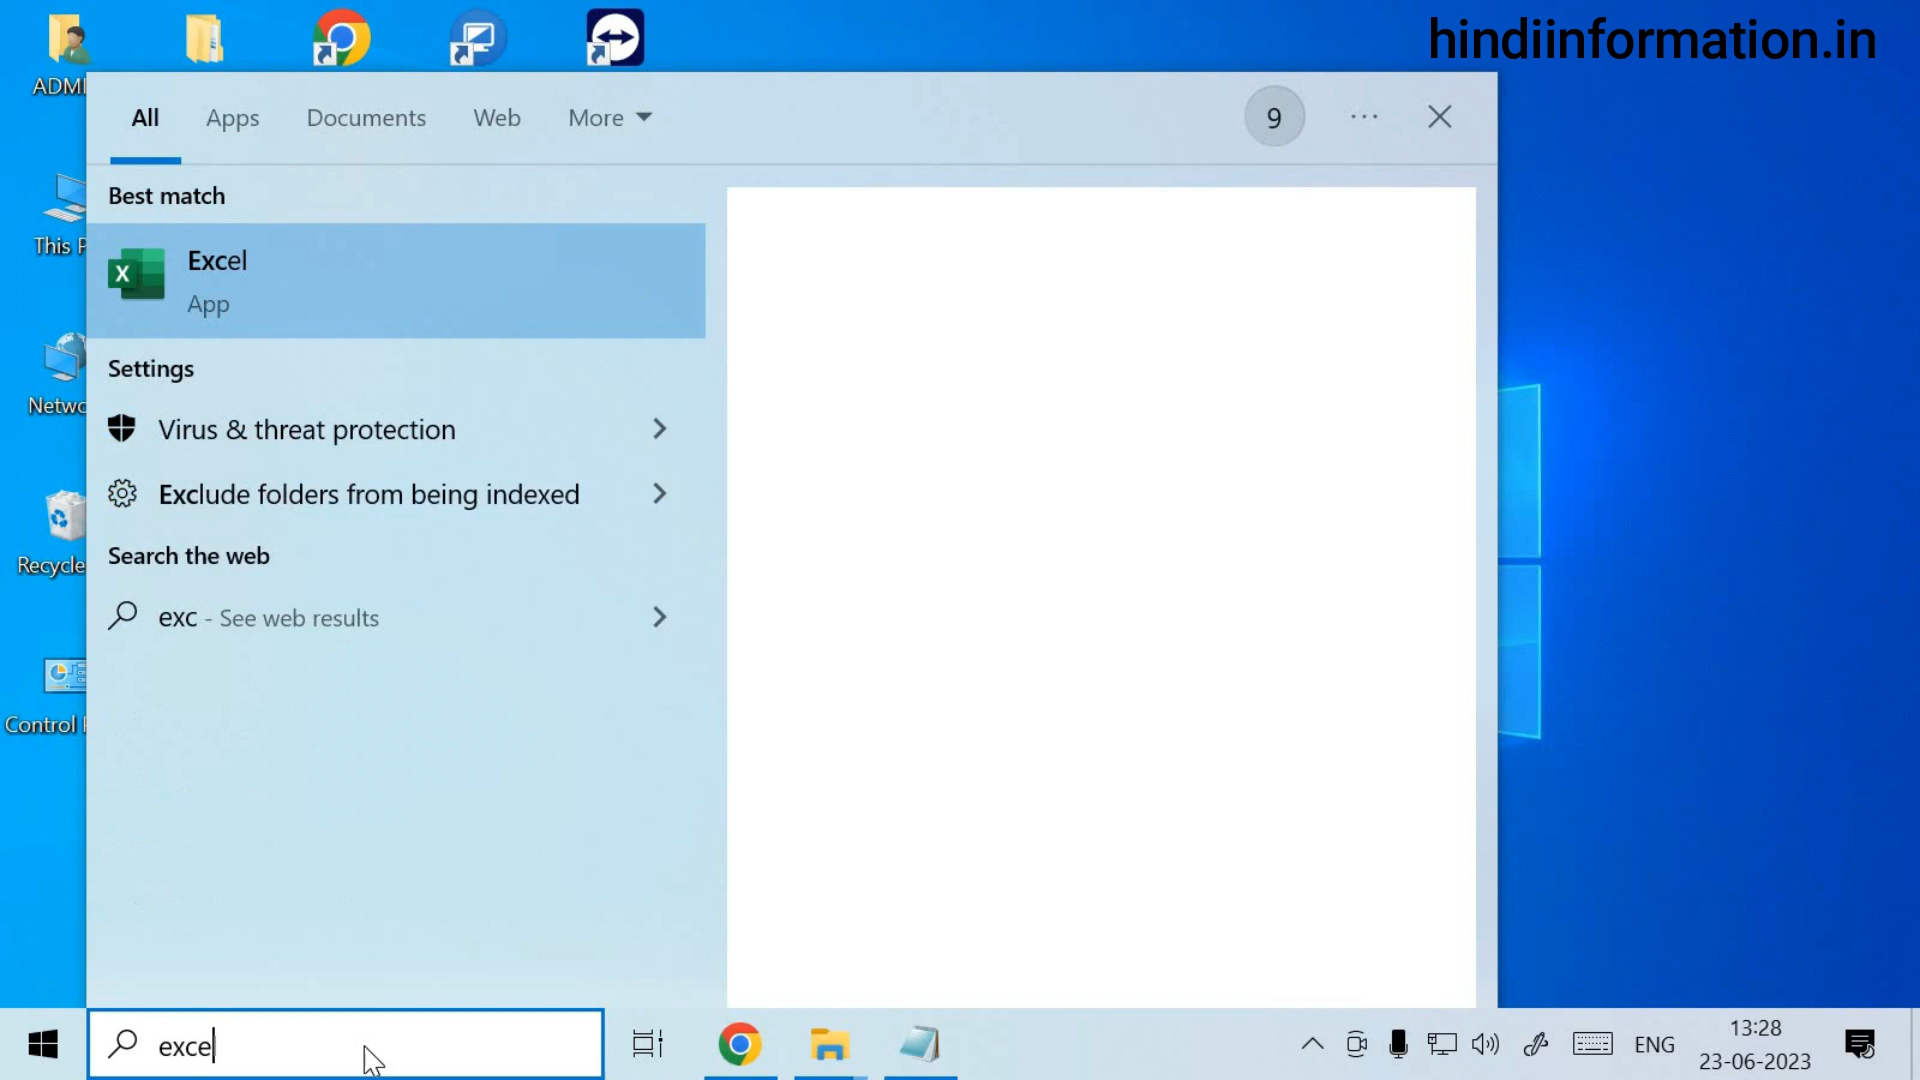 hindiinformation.in
ADMI
All Apps Documents Web More 9 ...
Best match
Excel
App
This P
Settings
Netwo
Virus & threat protection
Exclude folders from being indexed
Search the web
Recycle
exc - See web results
Control P
exce
ENG
13:28
23-06-2023